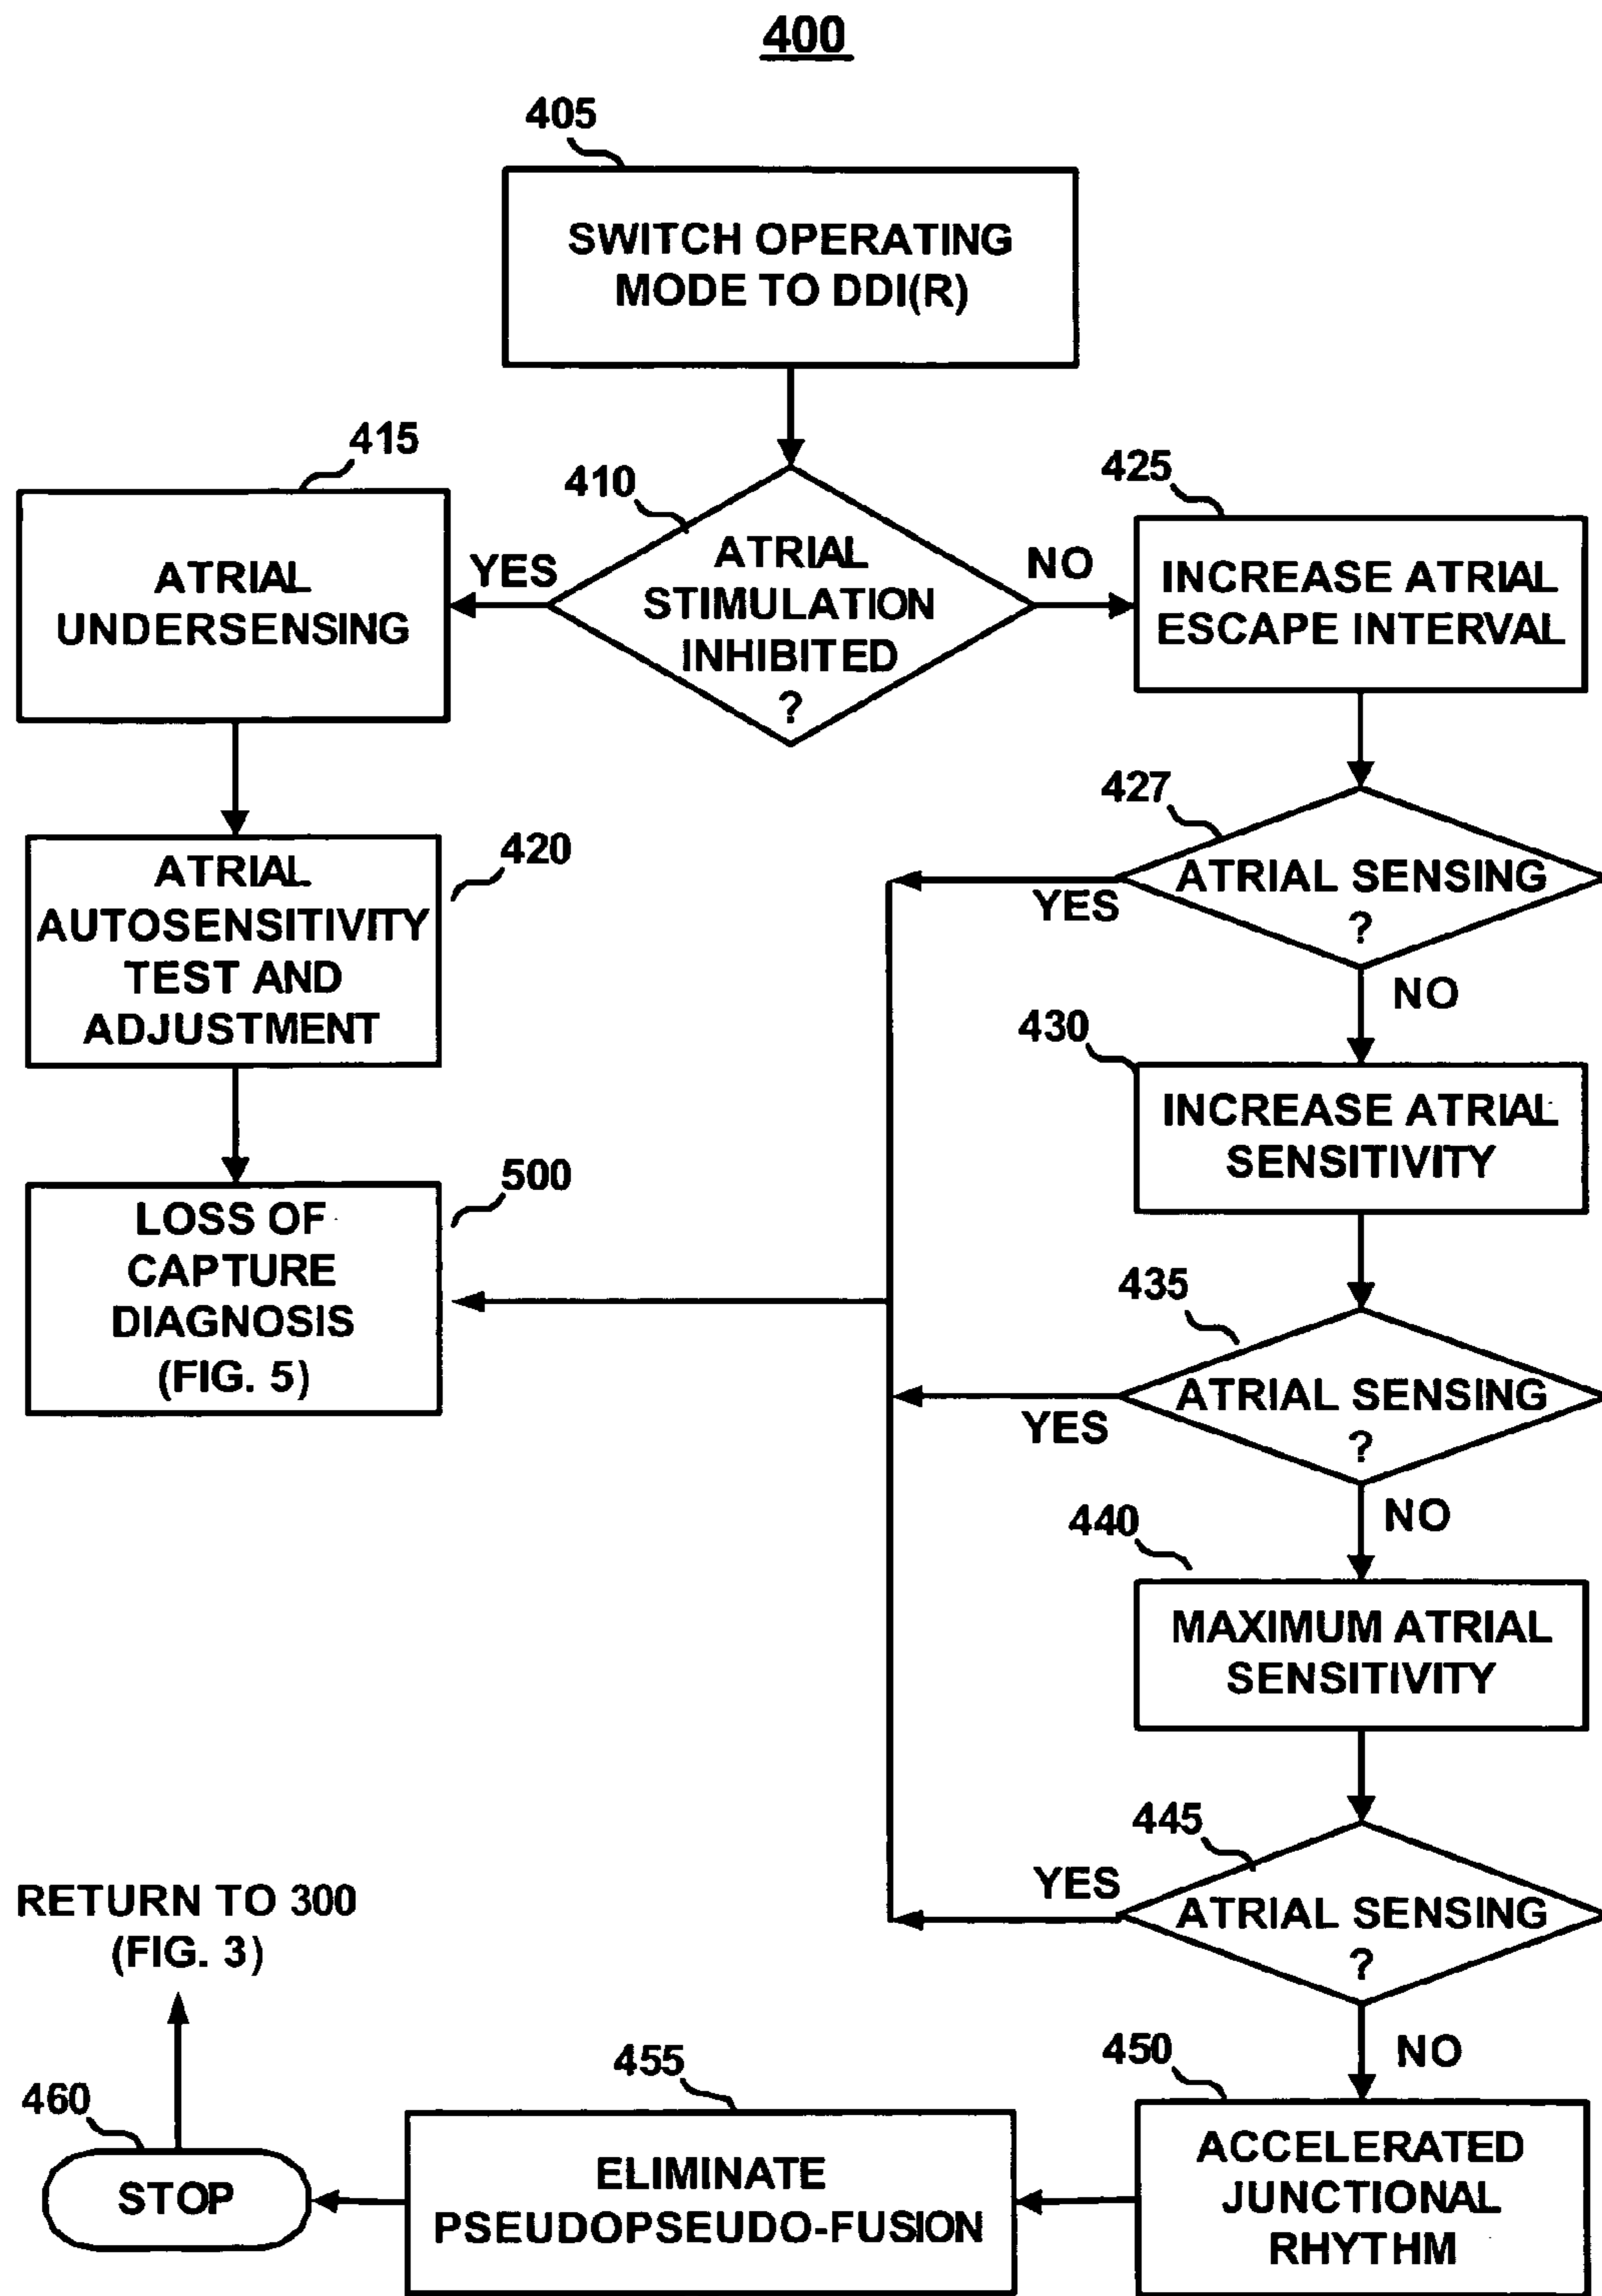 400
405
SWITCH OPERATING
MODE TO DDI(R)
410
ATRIAL
STIMULATION
INHIBITED
?
YES
NO
415
ATRIAL
UNDERSENSING
420
ATRIAL
AUTOSENSITIVITY
TEST AND
ADJUSTMENT
500
LOSS OF
CAPTURE
DIAGNOSIS
(FIG. 5)
425
INCREASE ATRIAL
ESCAPE INTERVAL
427
ATRIAL SENSING
?
YES
NO
430
INCREASE ATRIAL
SENSITIVITY
435
ATRIAL SENSING
?
YES
NO
440
MAXIMUM ATRIAL
SENSITIVITY
445
ATRIAL SENSING
?
YES
NO
450
ACCELERATED
JUNCTIONAL
RHYTHM
455
ELIMINATE
PSEUDOPSEUDO-FUSION
460
STOP
RETURN TO 300
(FIG. 3)